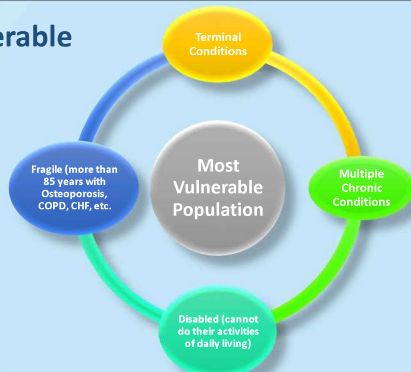 erable
Terminal
Conditions
Fragile (more than
85 years with
Osteoporosis,
COPD, CHF, etc.
Most
Vulnerable
Population
Multiple
Chronic
Conditions
Disabled (cannot
do their activities
of daily living)